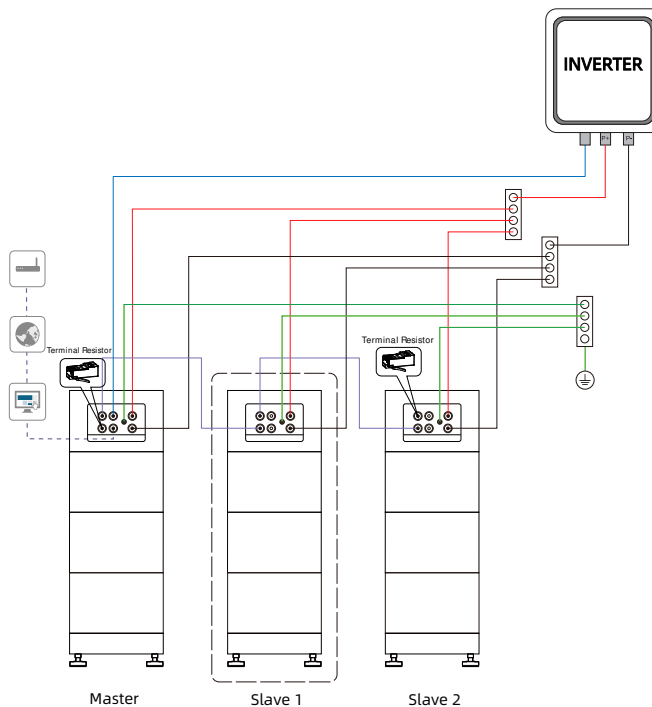 INVERTER
P+
P-
Terminal Resistor
Terminal Resistor
Master
Slave 1
Slave 2